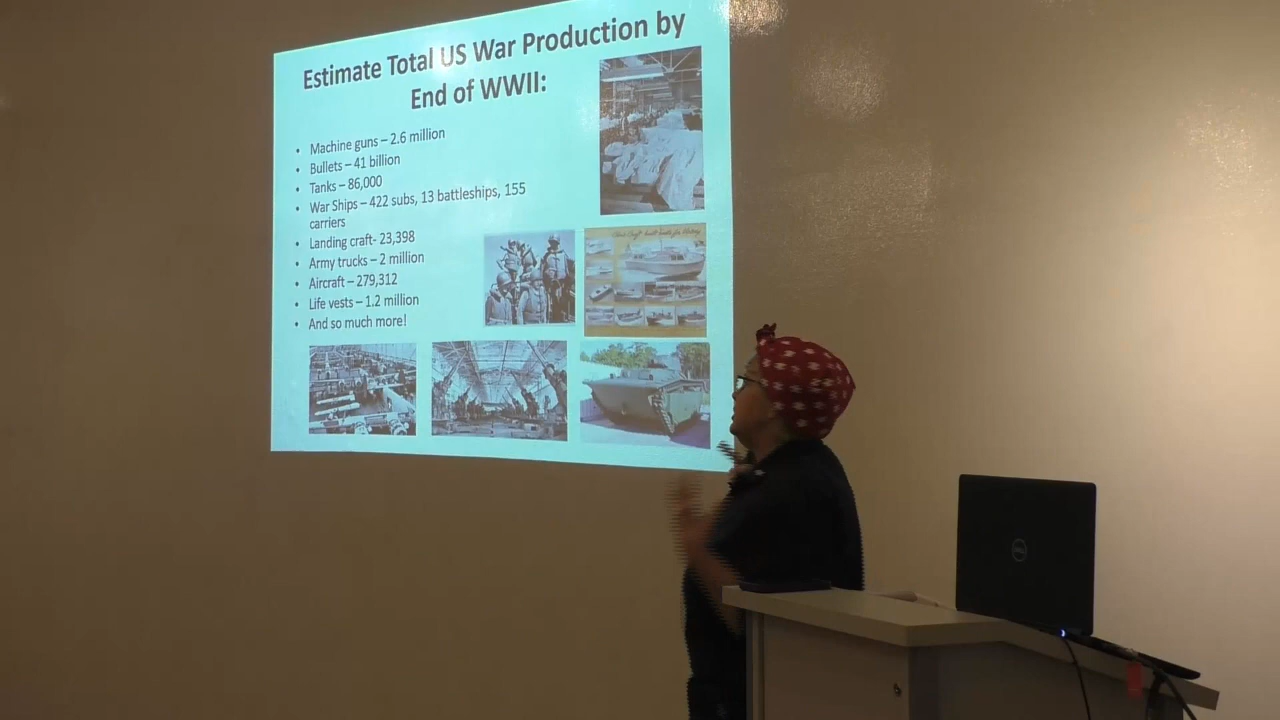 Estimate Total US War Production by
End of WWII:
• Machine guns – 2.6 million
• Bullets – 41 billion
• Tanks – 86,000
• War Ships – 422 subs, 13 battleships, 155
carriers
• Landing craft- 23,398
• Army trucks – 2 million
• Aircraft – 279,312
• Life vests – 1.2 million
• And so much more!
DELL